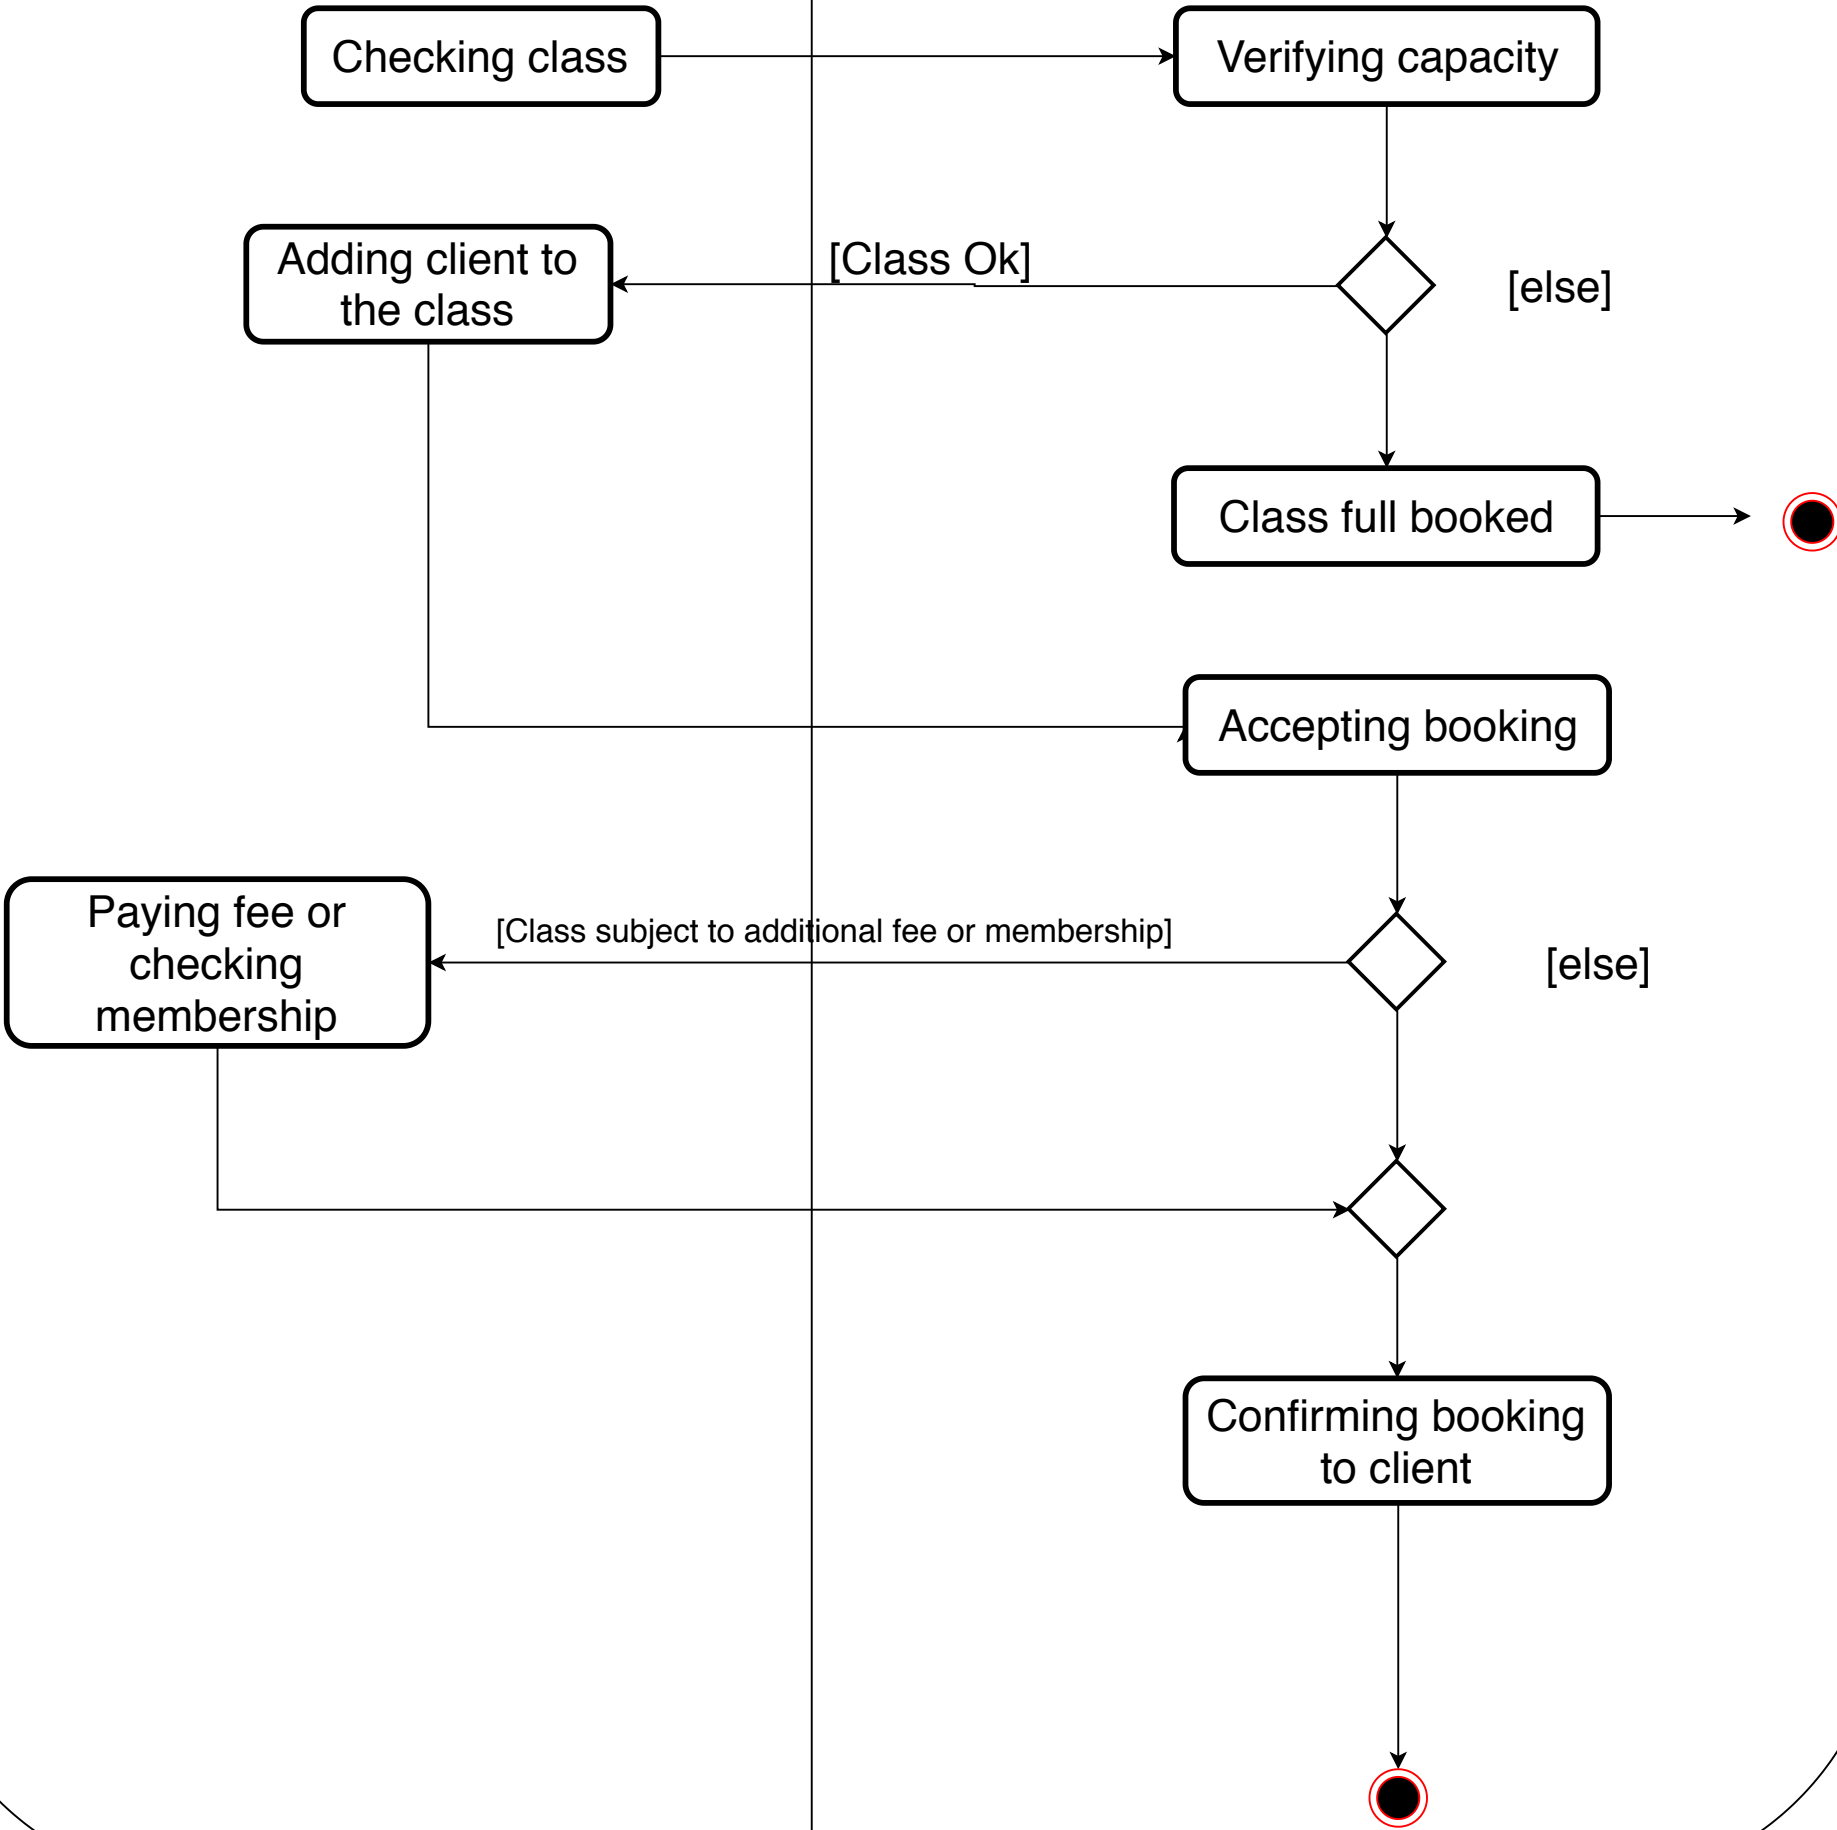 Checking class
Verifying capacity
Adding client to
the class
[Class Ok]
[else]
Class full booked
Accepting booking
Paying fee or
checking
membership
[Class subject to additional fee or membership]
[else]
Confirming booking
to client